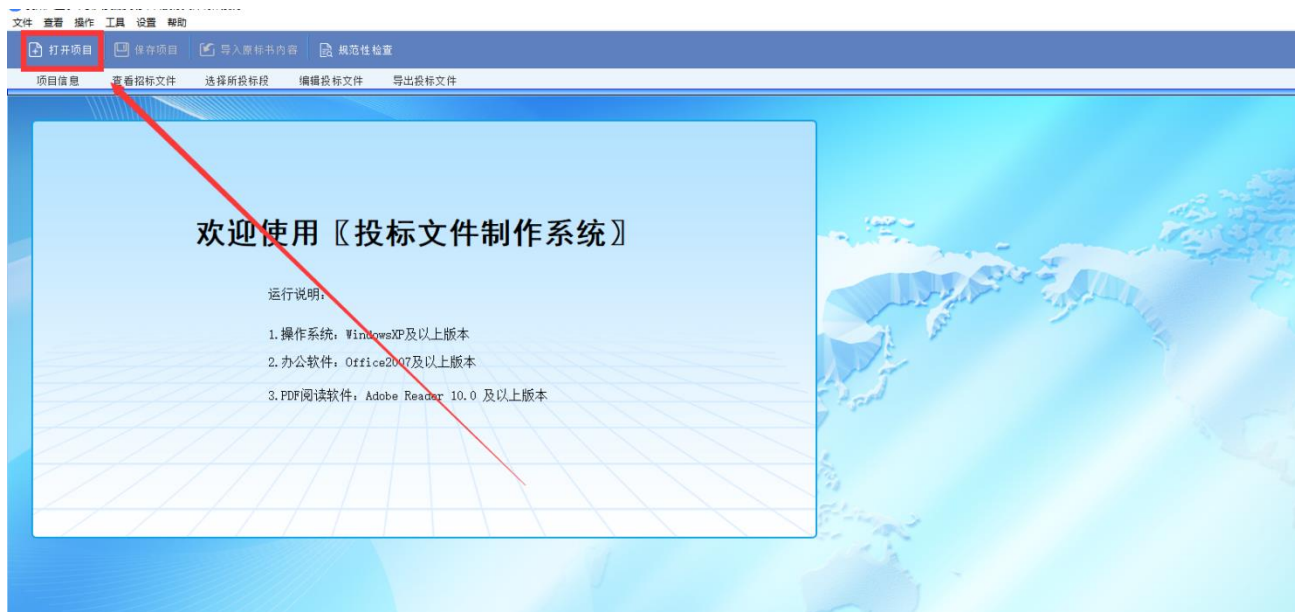 文件 查看 操作 工具 设置 帮助
打开项目 保存项目 导入原标书内容 规范性检查
项目信息 查看招标文件 选择所投标段 编辑投标文件 导出投标文件
欢迎使用〖投标文件制作系统〗
运行说明：
1.操作系统：WindowsXP及以上版本
2.办公软件：Office2007及以上版本
3.PDF阅读软件：Adobe Reader 10.0 及以上版本